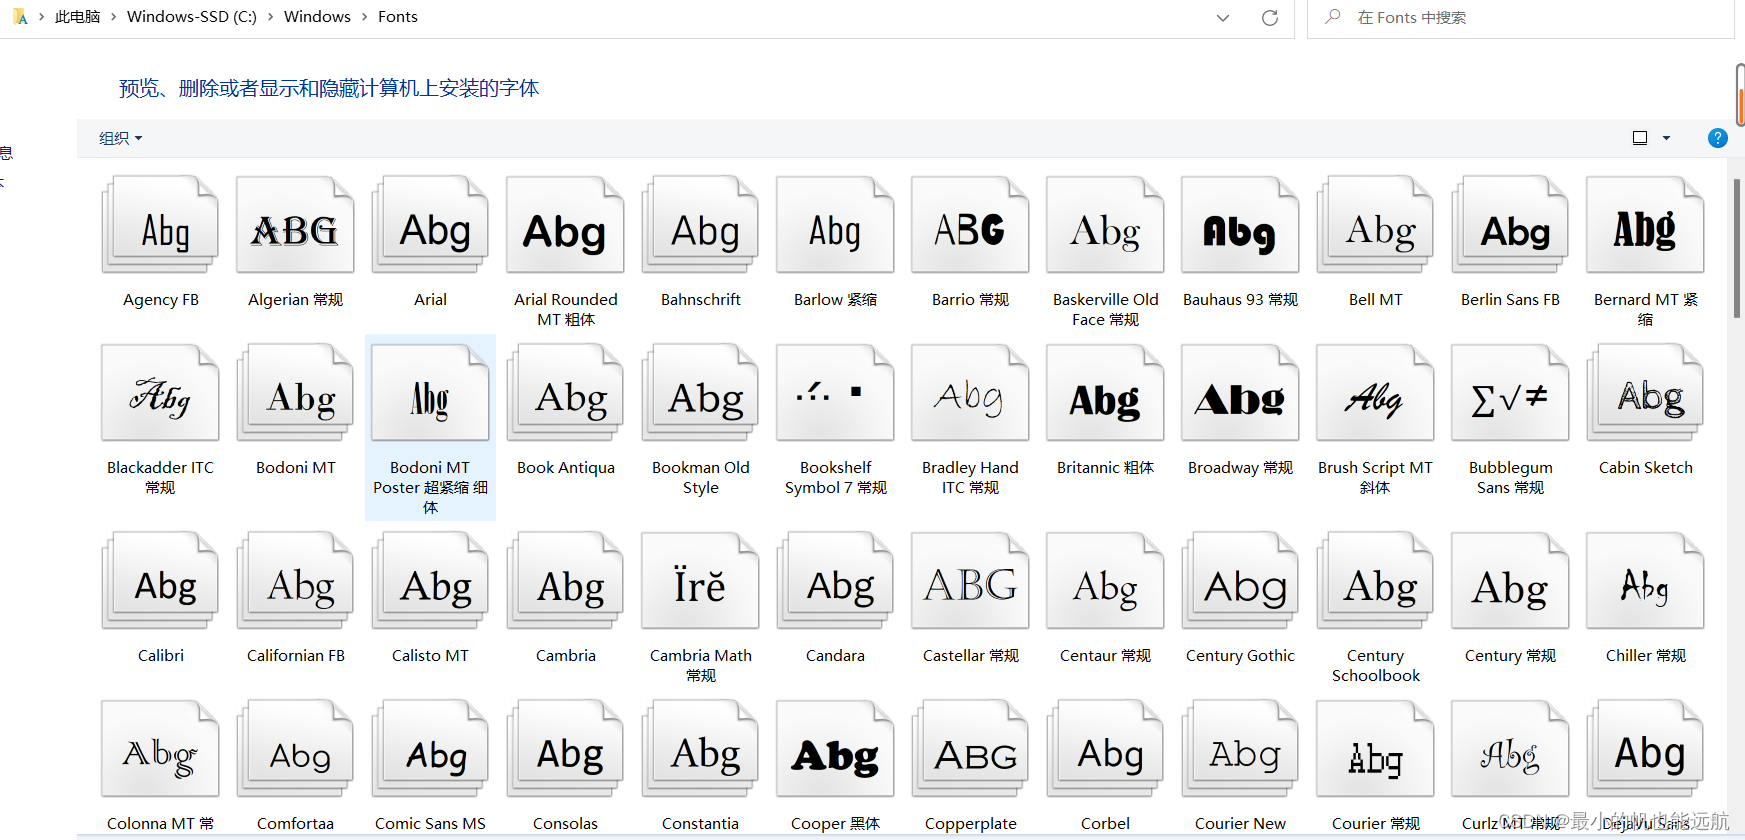 此电脑 > Windows-SSD (C:) > Windows > Fonts
在 Fonts 中搜索
预览、删除或者显示和隐藏计算机上安装的字体
组织
?
息
Abg ABG Abg Abg Abg Abg ABG Abg Abg Abg Abg Abg
Agency FB
Algerian 常规
Arial
Arial Rounded
MT 粗体
Bahnschrift
Barlow 紧缩
Barrio 常规
Baskerville Old
Face 常规
Bauhaus 93 常规
Bell MT
Berlin Sans FB
Bernard MT 紧
缩
Abg Abg Abg Abg Abg Abg Abg Abg Abg ∑√≠ Abg
Blackadder ITC
常规
Bodoni MT
Bodoni MT
Poster 超紧缩 细
体
Book Antiqua
Bookman Old
Style
Bookshelf
Symbol 7 常规
Bradley Hand
ITC 常规
Britannic 粗体
Broadway 常规
Brush Script MT
斜体
Bubblegum
Sans 常规
Cabin Sketch
Abg Abg Abg Abg Ïrĕ Abg ABG Abg Abg Abg Abg Abg
Calibri
Californian FB
Calisto MT
Cambria
Cambria Math
常规
Candara
Castellar 常规
Centaur 常规
Century Gothic
Century
Schoolbook
Century 常规
Chiller 常规
Abg Abg Abg Abg Abg Abg ABG Abg Abg Abg Abg Abg
Colonna MT 常
Comfortaa
Comic Sans MS
Consolas
Constantia
Cooper 黑体
Copperplate
Corbel
Courier New
Courier 常规
Curlz MT 常规
DejaVu Sans
CSDN @最小的帆也能远航